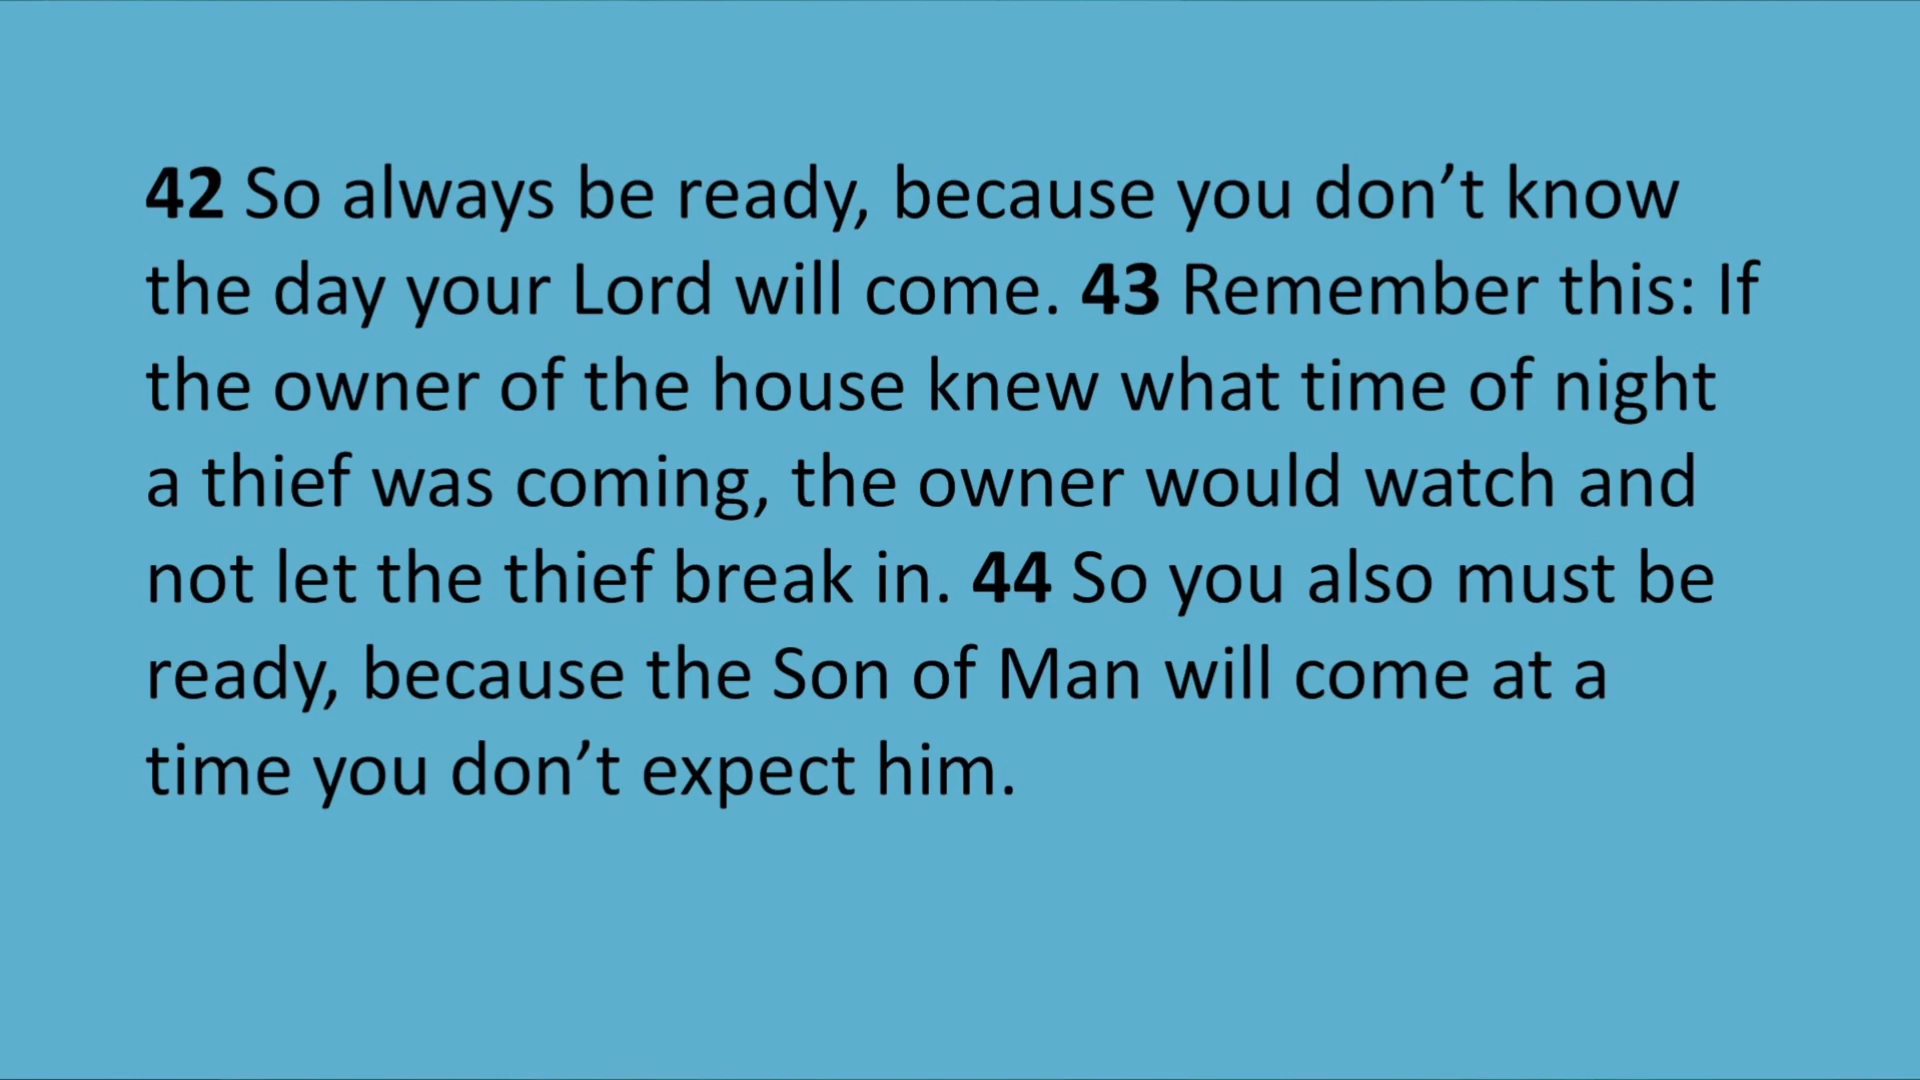 42 So always be ready, because you don’t know
the day your Lord will come. 43 Remember this: If
the owner of the house knew what time of night
a thief was coming, the owner would watch and
not let the thief break in. 44 So you also must be
ready, because the Son of Man will come at a
time you don’t expect him.